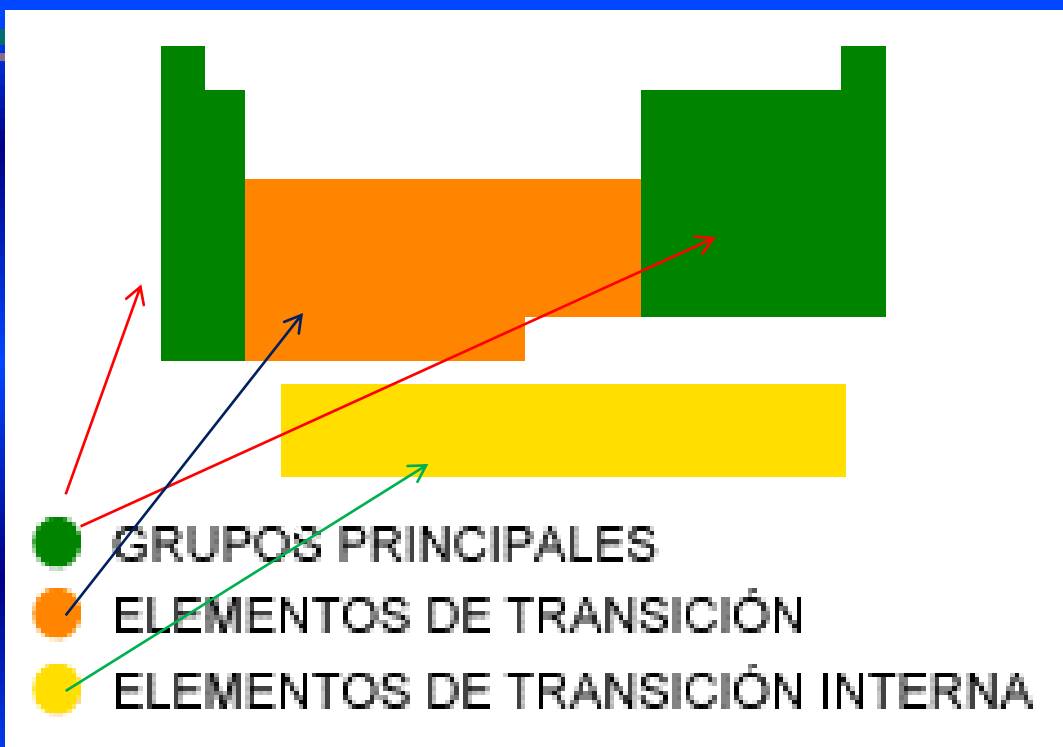 GRUPOS PRINCIPALES
ELEMENTOS DE TRANSICIÓN
ELEMENTOS DE TRANSICIÓN INTERNA